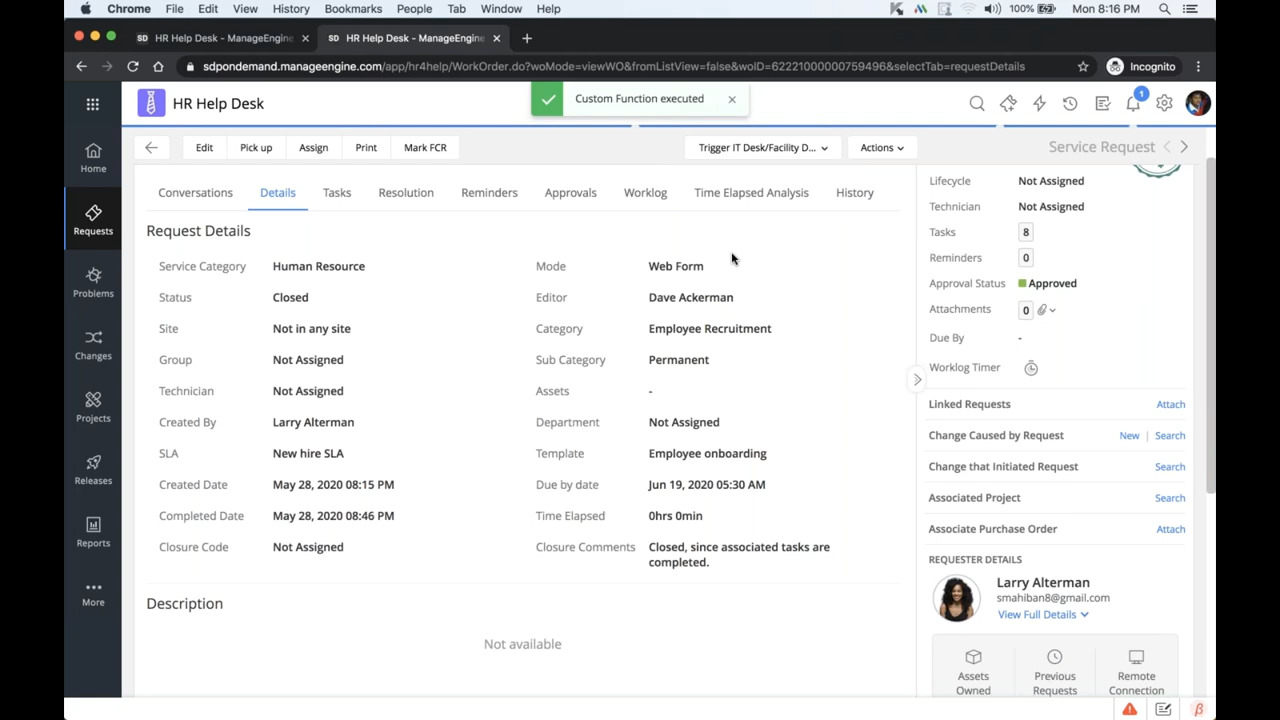 Chrome File Edit View History Bookmarks People Tab Window Help 100% Mon 8:16 PM
SD HR Help Desk - ManageEngine SD HR Help Desk - ManageEngine
sdpondemand.manageengine.com/app/hr4help/WorkOrder.do?woMode=viewWO&fromListView=false&woID=62221000000759496&selectTab=requestDetails Incognito
HR Help Desk
Custom Function executed
1
Edit Pick up Assign Print Mark FCR Trigger IT Desk/Facility D... Actions Service Request
Home
Requests
Problems
Changes
Projects
Releases
Reports
More
Conversations Details Tasks Resolution Reminders Approvals Worklog Time Elapsed Analysis History
Request Details
Service Category Human Resource Mode Web Form
Status Closed Editor Dave Ackerman
Site Not in any site Category Employee Recruitment
Group Not Assigned Sub Category Permanent
Technician Not Assigned Assets -
Created By Larry Alterman Department Not Assigned
SLA New hire SLA Template Employee onboarding
Created Date May 28, 2020 08:15 PM Due by date Jun 19, 2020 05:30 AM
Completed Date May 28, 2020 08:46 PM Time Elapsed 0hrs 0min
Closure Code Not Assigned Closure Comments Closed, since associated tasks are
completed.
Description
Not available
Lifecycle Not Assigned
Technician Not Assigned
Tasks 8
Reminders 0
Approval Status Approved
Attachments 0
Due By -
Worklog Timer
Linked Requests Attach
Change Caused by Request New | Search
Change that Initiated Request Search
Associated Project Search
Associate Purchase Order Attach
REQUESTER DETAILS
Larry Alterman
smahiban8@gmail.com
View Full Details
Assets Previous Remote
Owned Requests Connection
β